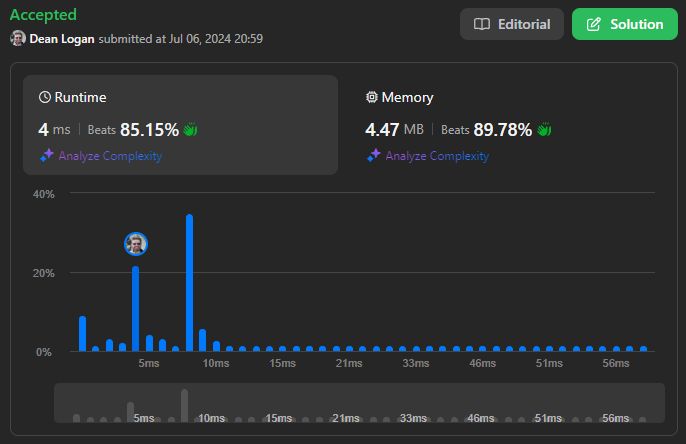 Accepted
Dean Logan submitted at Jul 06, 2024 20:59
Editorial
Solution
Runtime
4 ms | Beats 85.15%
Analyze Complexity
Memory
4.47 MB | Beats 89.78%
Analyze Complexity
40%
20%
0%
5ms 10ms 15ms 21ms 33ms 46ms 51ms 56ms
5ms 10ms 15ms 21ms 33ms 46ms 51ms 56ms